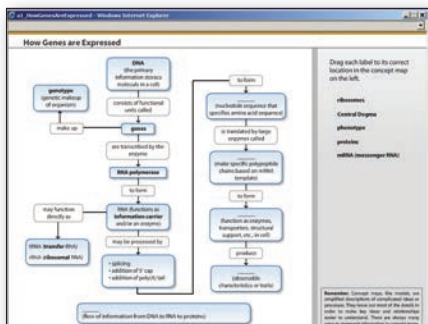 a1_HowGenesAreExpressed - Windows Internet Explorer
How Genes are Expressed
DNA
(the primary
information storage
molecule in a cell)
genotype
(genetic makeup
of organism)
consists of functional
units called
make up
genes
are transcribed by the
enzyme
RNA polymerase
to form
may function
directly as
RNA (functions as
information carrier
and/or an enzyme)
tRNA (transfer RNA)
rRNA (ribosomal RNA)
may be processed by
• splicing
• addition of 5' cap
• addition of poly(A) tail
to form
(nucleotide sequence that
specifies amino acid sequence)
is translated by large
enzymes called
(make specific polypeptide
chains based on mRNA
template)
to form
(function as enzymes,
transporters, structural
support, etc., in cell)
product
(observable
characteristics or traits)
(flow of information from DNA to RNA to proteins)
Drag each label to its correct
location in the concept map
on the left.
ribosomes
Central Dogma
phenotype
proteins
mRNA (messenger RNA)
Remember: Concept maps, like models, are
simplified descriptions of complicated ideas or
processes. They leave out most of the details in
order to make key ideas and relationships
easier to understand. There are always many